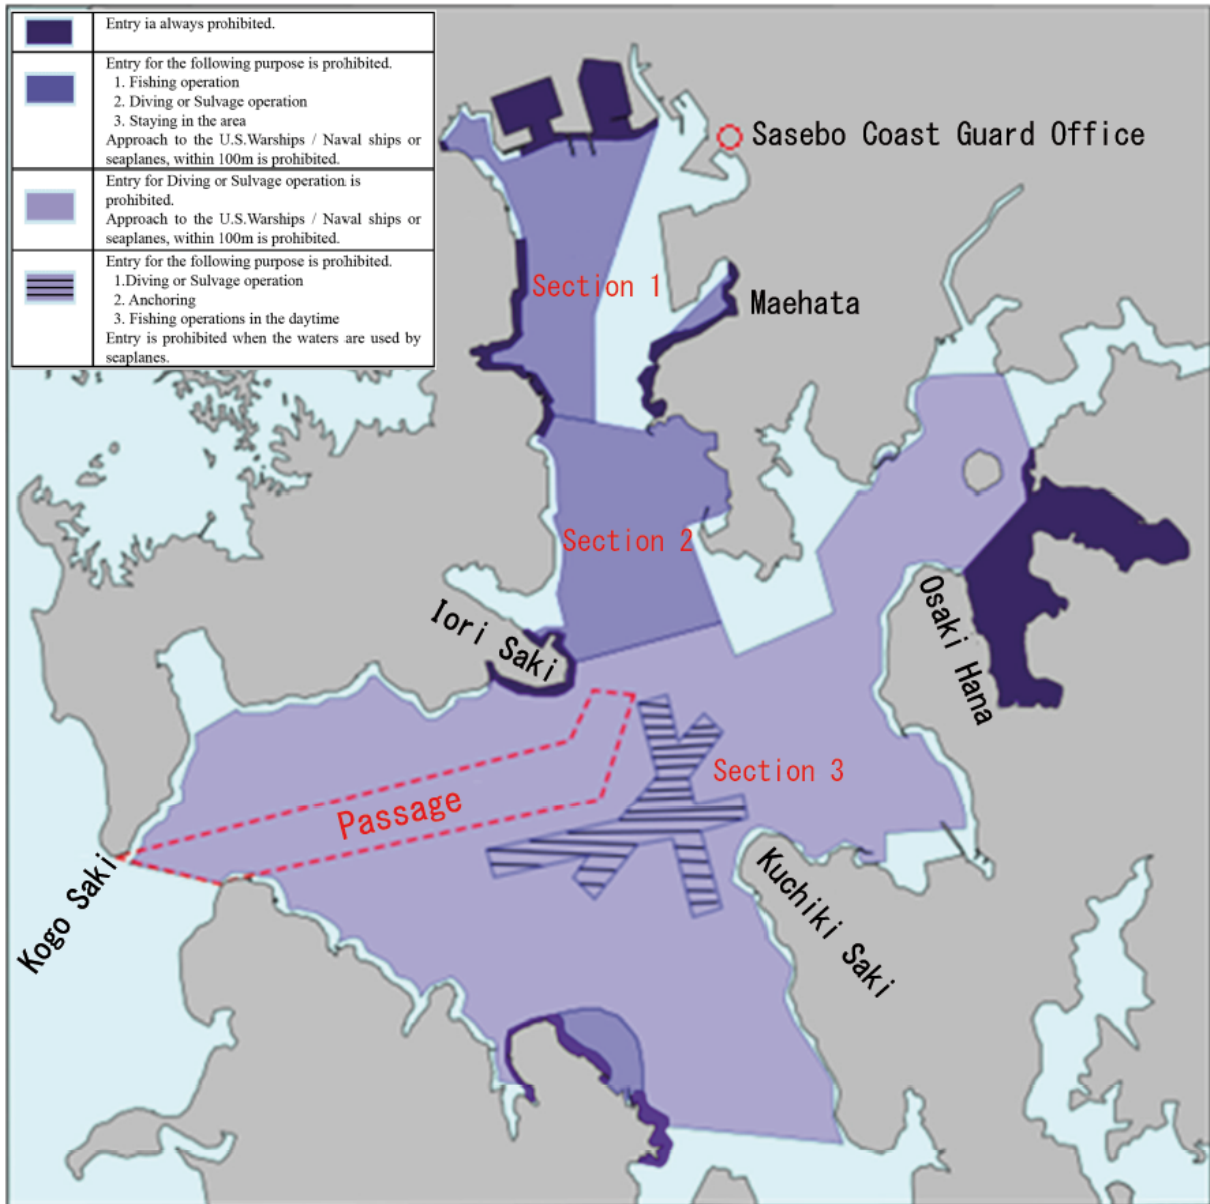 Entry ia always prohibited.
Entry for the following purpose is prohibited.
1. Fishing operation
2. Diving or Sulvage operation
3. Staying in the area
Approach to the U.S.Warships / Naval ships or
seaplanes, within 100m is prohibited.
Entry for Diving or Sulvage operation is
prohibited.
Approach to the U.S.Warships / Naval ships or
seaplanes, within 100m is prohibited.
Entry for the following purpose is prohibited.
1.Diving or Sulvage operation
2. Anchoring
3. Fishing operations in the daytime
Entry is prohibited when the waters are used by
seaplanes.
Sasebo Coast Guard Office
Section 1
Maehata
Section 2
Iori Saki
Osaki Hana
Section 3
Passage
Kogo Saki
Kuchiki Saki